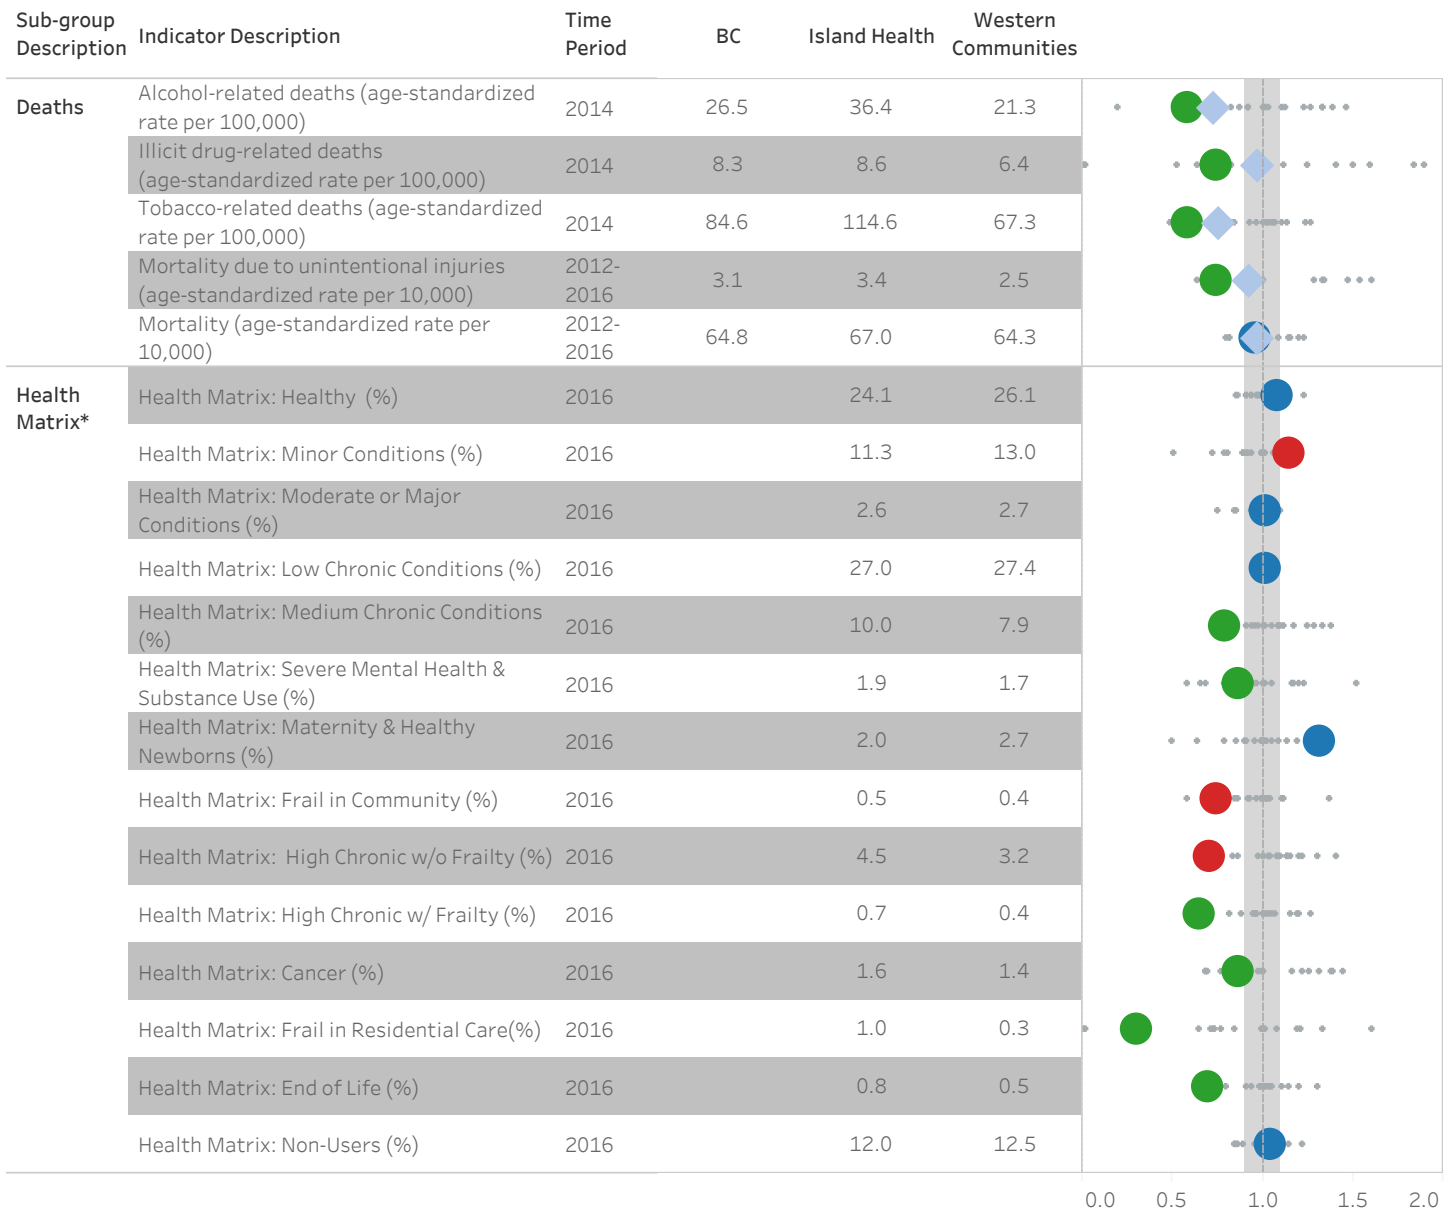 Sub-group
Description
Indicator Description
Time
Period
BC
Island Health
Western
Communities
Deaths
Alcohol-related deaths (age-standardized
rate per 100,000)
2014
26.5
36.4
21.3
Illicit drug-related deaths
(age-standardized rate per 100,000)
2014
8.3
8.6
6.4
Tobacco-related deaths (age-standardized
rate per 100,000)
2014
84.6
114.6
67.3
Mortality due to unintentional injuries
(age-standardized rate per 10,000)
2012-
2016
3.1
3.4
2.5
Mortality (age-standardized rate per
10,000)
2012-
2016
64.8
67.0
64.3
Health
Matrix*
Health Matrix: Healthy (%)
2016
24.1
26.1
Health Matrix: Minor Conditions (%)
2016
11.3
13.0
Health Matrix: Moderate or Major
Conditions (%)
2016
2.6
2.7
Health Matrix: Low Chronic Conditions (%)
2016
27.0
27.4
Health Matrix: Medium Chronic Conditions
(%)
2016
10.0
7.9
Health Matrix: Severe Mental Health &
Substance Use (%)
2016
1.9
1.7
Health Matrix: Maternity & Healthy
Newborns (%)
2016
2.0
2.7
Health Matrix: Frail in Community (%)
2016
0.5
0.4
Health Matrix: High Chronic w/o Frailty (%)
2016
4.5
3.2
Health Matrix: High Chronic w/ Frailty (%)
2016
0.7
0.4
Health Matrix: Cancer (%)
2016
1.6
1.4
Health Matrix: Frail in Residential Care(%)
2016
1.0
0.3
Health Matrix: End of Life (%)
2016
0.8
0.5
Health Matrix: Non-Users (%)
2016
12.0
12.5
0.0 0.5 1.0 1.5 2.0